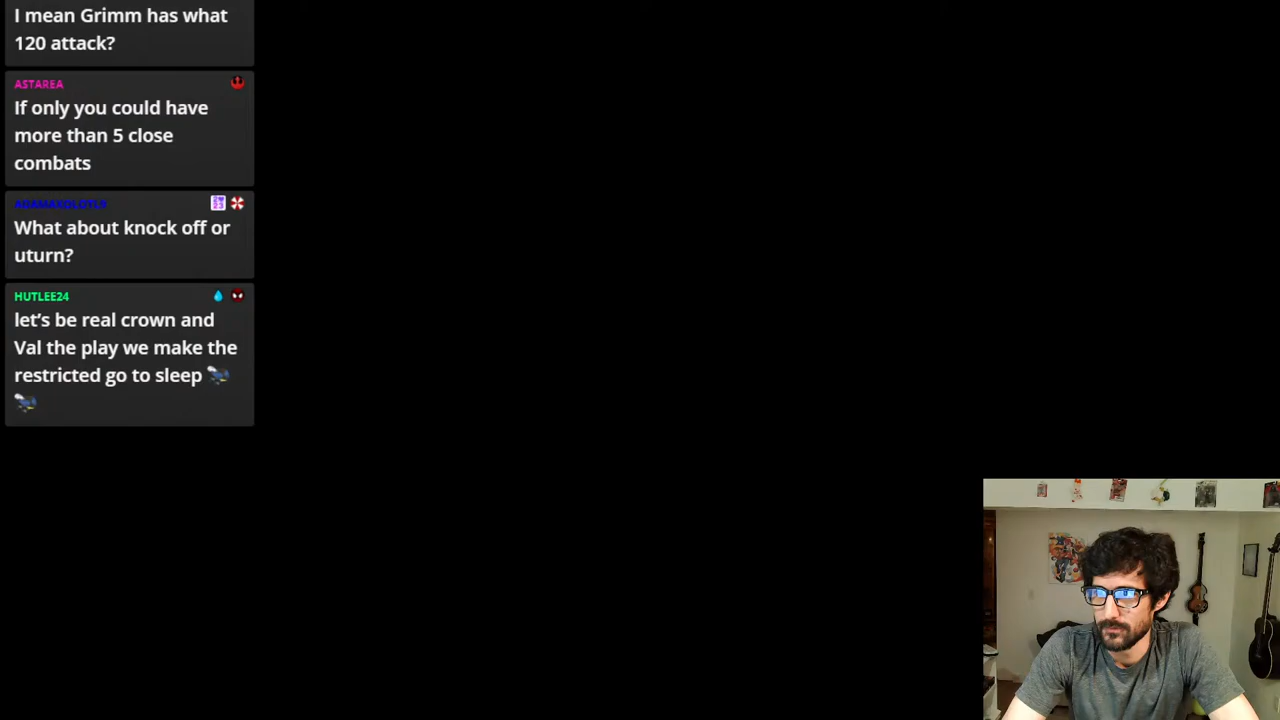 I mean Grimm has what
120 attack?
ASTAREA
If only you could have
more than 5 close
combats
What about knock off or
uturn?
HUTLEE24
let's be real crown and
Val the play we make the
restricted go to sleep